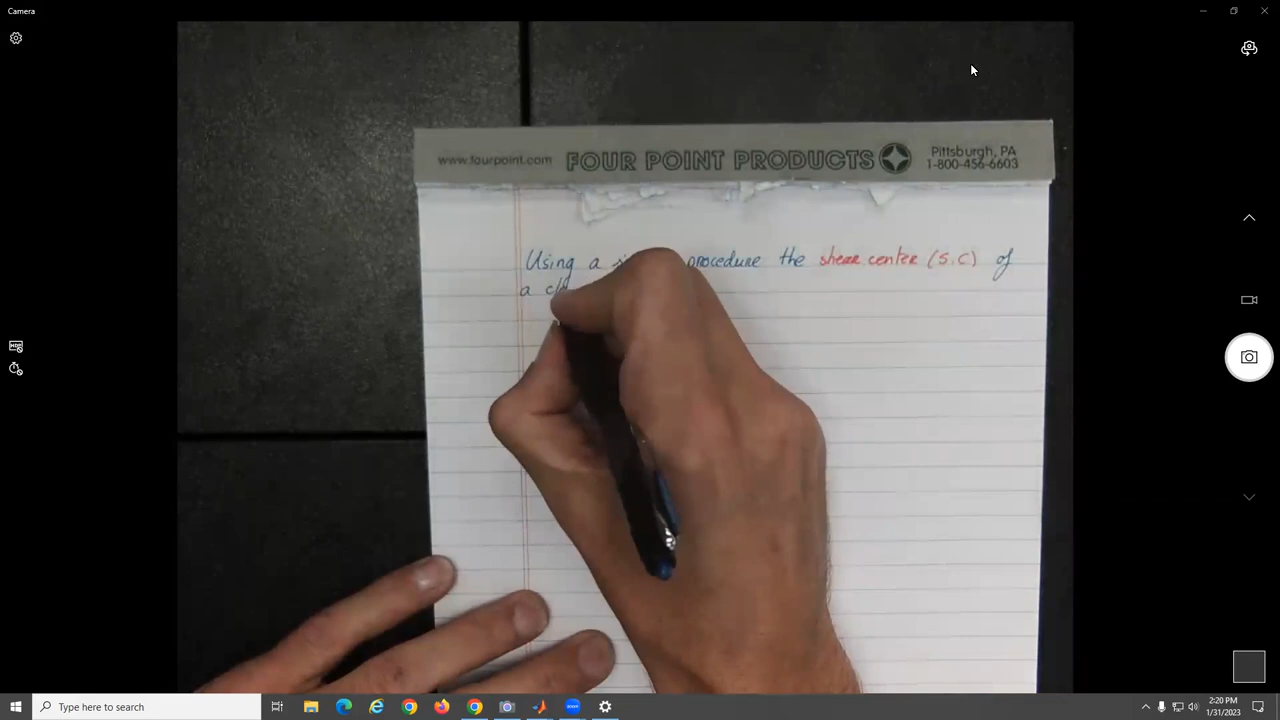 Camera
www.fourpoint.com FOUR POINT PRODUCTS Pittsburgh, PA
1-800-456-6603
Using a procedure the shear center (S.C) of
a
Type here to search
2:20 PM
1/31/2023